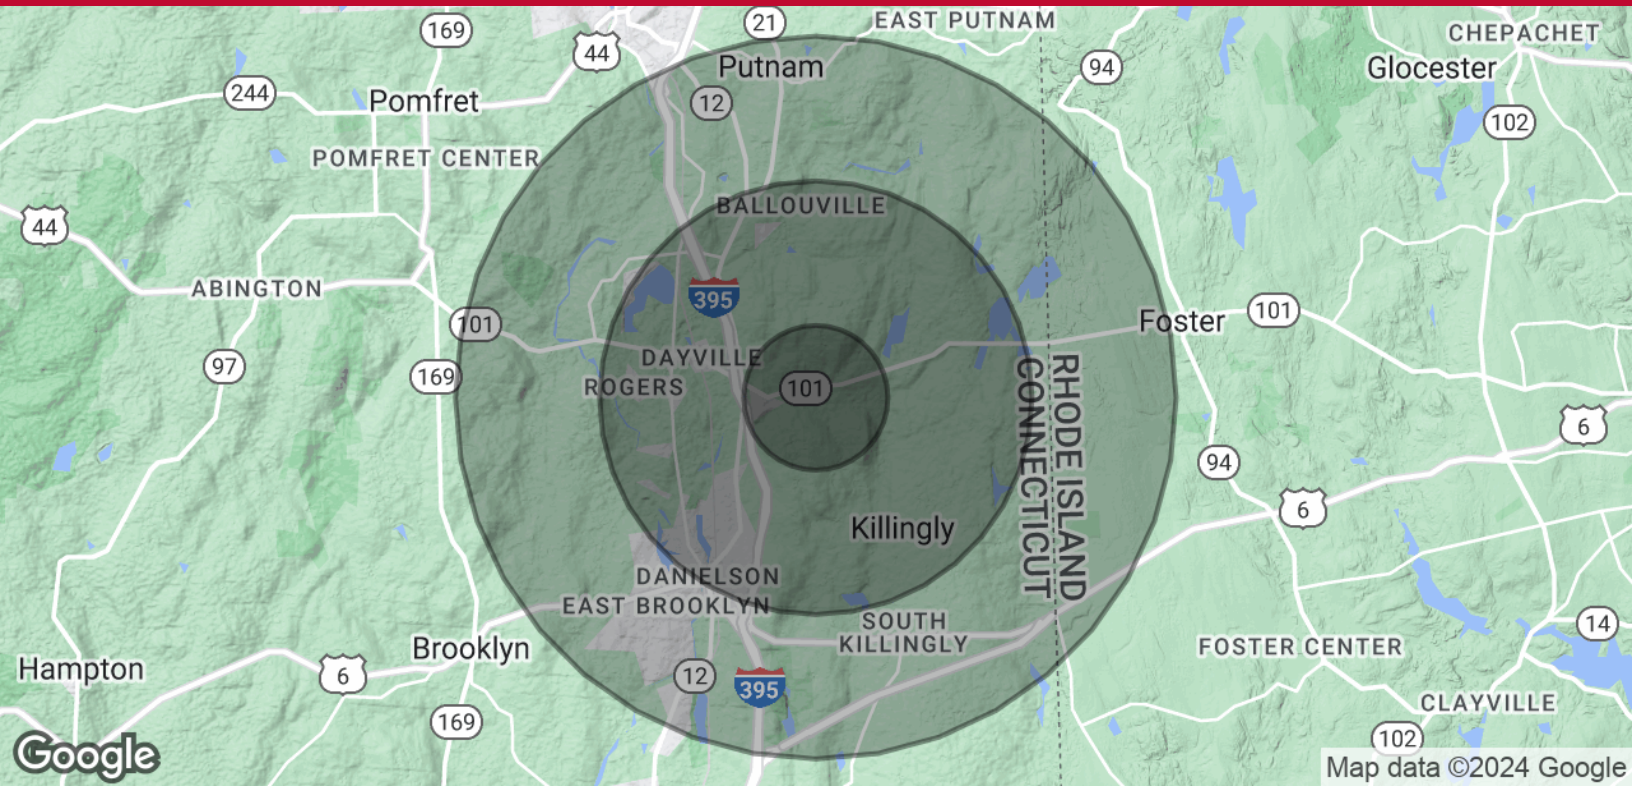 169
21
EAST PUTNAM
CHEPACHET
44
Putnam
94
Glocester
244
Pomfret
12
102
POMFRET CENTER
BALLOUVILLE
44
ABINGTON
395
101
Foster
101
DAYVILLE
97
169
ROGERS
101
RHODE ISLAND
CONNECTICUT
6
94
6
Killingly
DANIELSON
EAST BROOKLYN
SOUTH
KILLINGLY
14
Brooklyn
FOSTER CENTER
Hampton
6
12
395
CLAYVILLE
169
102
Google
Map data ©2024 Google